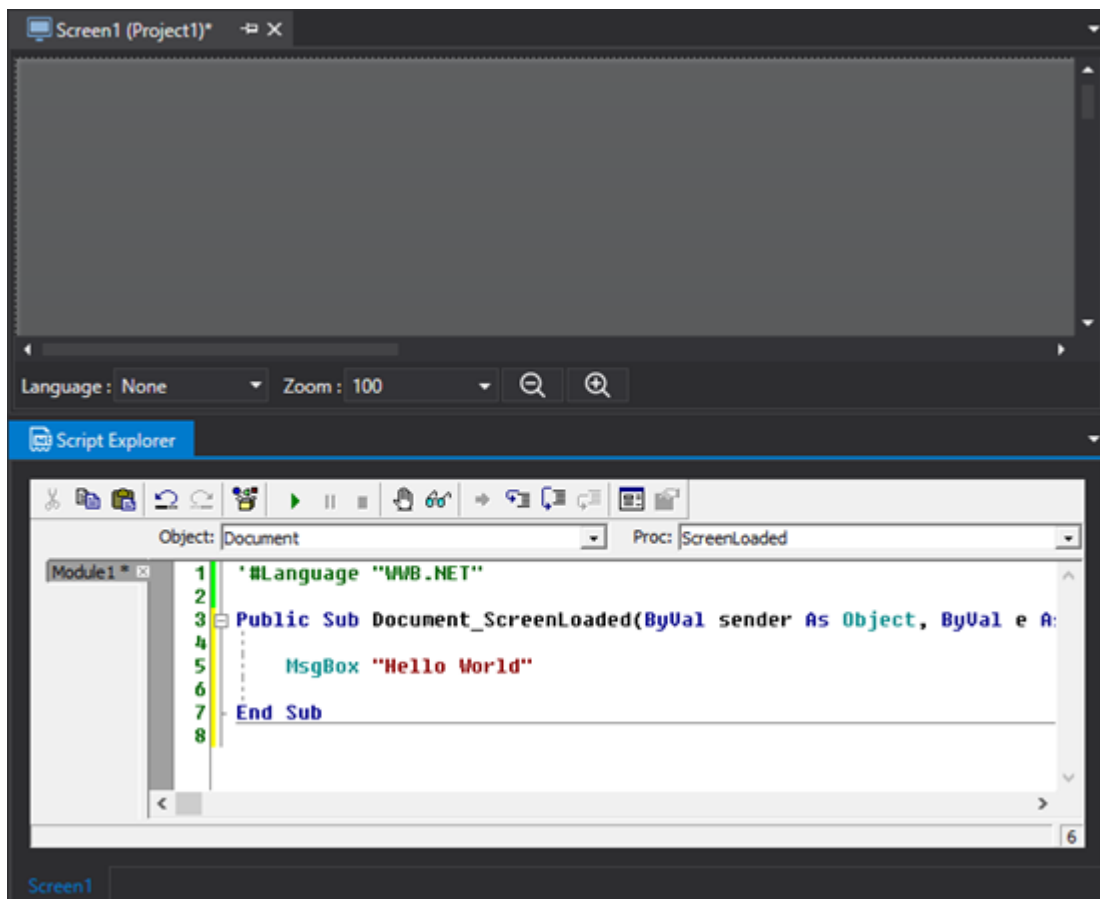 Screen1 (Project1)*
Language : None Zoom : 100
Script Explorer
Object: Document Proc: ScreenLoaded
Module1 *
1 '#Language "WWB.NET"
2
3 Public Sub Document_ScreenLoaded(ByVal sender As Object, ByVal e A
4
5 MsgBox "Hello World"
6
7 End Sub
8
6
Screen1